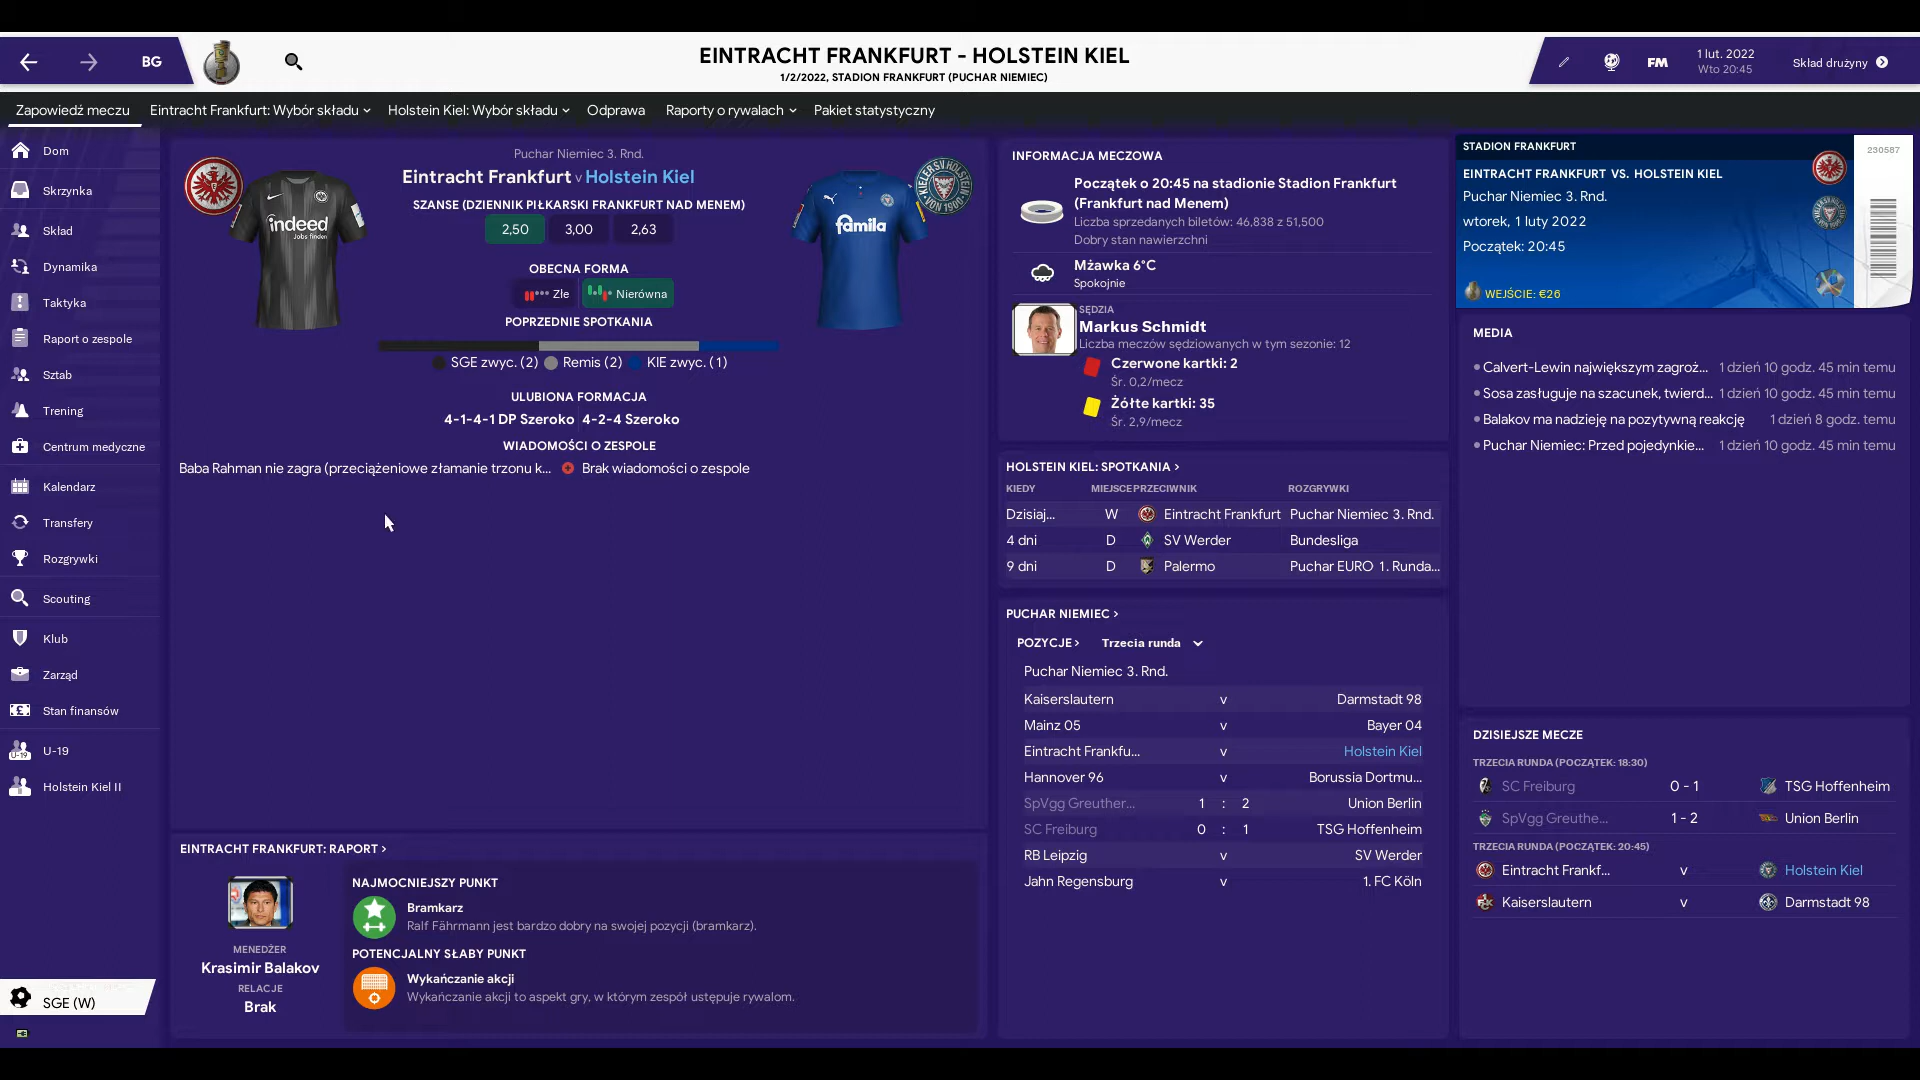 BG
EINTRACHT FRANKFURT - HOLSTEIN KIEL
1/2/2022, STADION FRANKFURT (PUCHAR NIEMIEC)
FM
1 lut. 2022
Wto 20:45
Skład drużyny
Zapowiedź meczu
Eintracht Frankfurt: Wybór składu
Holstein Kiel: Wybór składu
Odprawa
Raporty o rywalach
Pakiet statystyczny
Dom
Skrzynka
Skład
Dynamika
Taktyka
Raport o zespole
Sztab
Trening
Centrum medyczne
Kalendarz
Transfery
Rozgrywki
Scouting
Klub
Zarząd
Stan finansów
U-19
Holstein Kiel II
SGE (W)
Puchar Niemiec 3. Rnd.
Eintracht Frankfurt v Holstein Kiel
SZANSE (DZIENNIK PIŁKARSKI FRANKFURT NAD MENEM)
2,50 3,00 2,63
indeed
Jobs finden
famila
OBECNA FORMA
Złe Nierówna
POPRZEDNIE SPOTKANIA
SGE zwyc. (2) Remis (2) KIE zwyc. (1)
ULUBIONA FORMACJA
4-1-4-1 DP Szeroko 4-2-4 Szeroko
WIADOMOŚCI O ZESPOLE
Baba Rahman nie zagra (przeciążeniowe złamanie trzonu k... Brak wiadomości o zespole
EINTRACHT FRANKFURT: RAPORT >
MENEDŻER
Krasimir Balakov
RELACJE
Brak
NAJMOCNIEJSZY PUNKT
Bramkarz
Ralf Fährmann jest bardzo dobry na swojej pozycji (bramkarz).
POTENCJALNY SŁABY PUNKT
Wykańczanie akcji
Wykańczanie akcji to aspekt gry, w którym zespół ustępuje rywalom.
INFORMACJA MECZOWA
Początek o 20:45 na stadionie Stadion Frankfurt
(Frankfurt nad Menem)
Liczba sprzedanych biletów: 46,838 z 51,500
Dobry stan nawierzchni
Mżawka 6°C
Spokojnie
SĘDZIA
Markus Schmidt
Liczba meczów sędziowanych w tym sezonie: 12
Czerwone kartki: 2
Śr. 0,2/mecz
Żółte kartki: 35
Śr. 2,9/mecz
HOLSTEIN KIEL: SPOTKANIA >
KIEDY MIEJSCE PRZECIWNIK ROZGRYWKI
Dzisiaj... W Eintracht Frankfurt Puchar Niemiec 3. Rnd.
4 dni D SV Werder Bundesliga
9 dni D Palermo Puchar EURO 1. Runda...
PUCHAR NIEMIEC >
POZYCJE > Trzecia runda
Puchar Niemiec 3. Rnd.
Kaiserslautern v Darmstadt 98
Mainz 05 v Bayer 04
Eintracht Frankfu... v Holstein Kiel
Hannover 96 v Borussia Dortmu...
SpVgg Greuther... 1 : 2 Union Berlin
SC Freiburg 0 : 1 TSG Hoffenheim
RB Leipzig v SV Werder
Jahn Regensburg v 1. FC Köln
STADION FRANKFURT
EINTRACHT FRANKFURT VS. HOLSTEIN KIEL
Puchar Niemiec 3. Rnd.
wtorek, 1 luty 2022
Początek: 20:45
WEJŚCIE: €26
230587
MEDIA
Calvert-Lewin największym zagroż... 1 dzień 10 godz. 45 min temu
Sosa zasługuje na szacunek, twierd... 1 dzień 10 godz. 45 min temu
Balakov ma nadzieję na pozytywną reakcję 1 dzień 8 godz. temu
Puchar Niemiec: Przed pojedynkie... 1 dzień 10 godz. 45 min temu
DZISIEJSZE MECZE
TRZECIA RUNDA (POCZĄTEK: 18:30)
SC Freiburg 0 - 1 TSG Hoffenheim
SpVgg Greuthe... 1 - 2 Union Berlin
TRZECIA RUNDA (POCZĄTEK: 20:45)
Eintracht Frankf... v Holstein Kiel
Kaiserslautern v Darmstadt 98